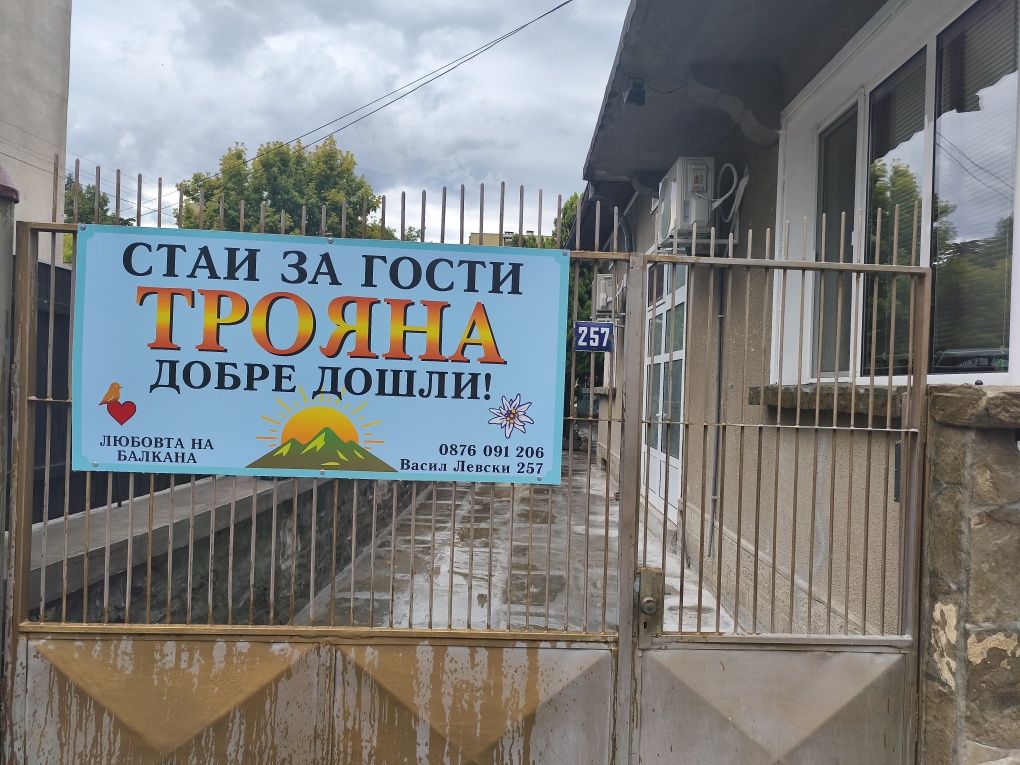 СТАИ ЗА ГОСТИ
ТРОЯНА
ДОБРЕ ДОШЛИ!
ЛЮБОВТА НА
БАЛКАНА
0876 091 206
Васил Левски 257
257